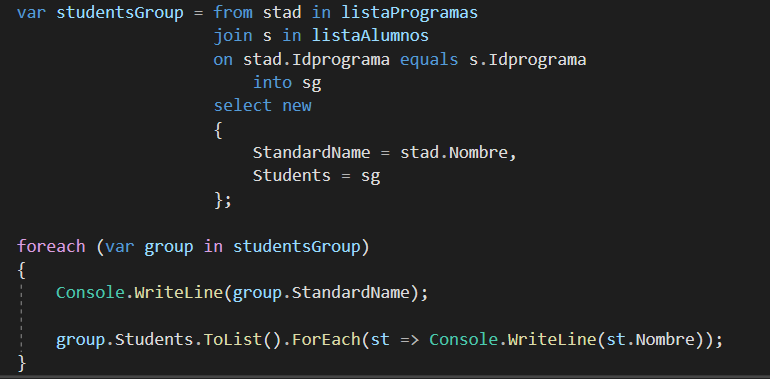 var studentsGroup = from stad in listaProgramas
                    join s in listaAlumnos
                    on stad.Idprograma equals s.Idprograma
                        into sg
                    select new
                    {
                        StandardName = stad.Nombre,
                        Students = sg
                    };

foreach (var group in studentsGroup)
{
    Console.WriteLine(group.StandardName);

    group.Students.ToList().ForEach(st => Console.WriteLine(st.Nombre));
}